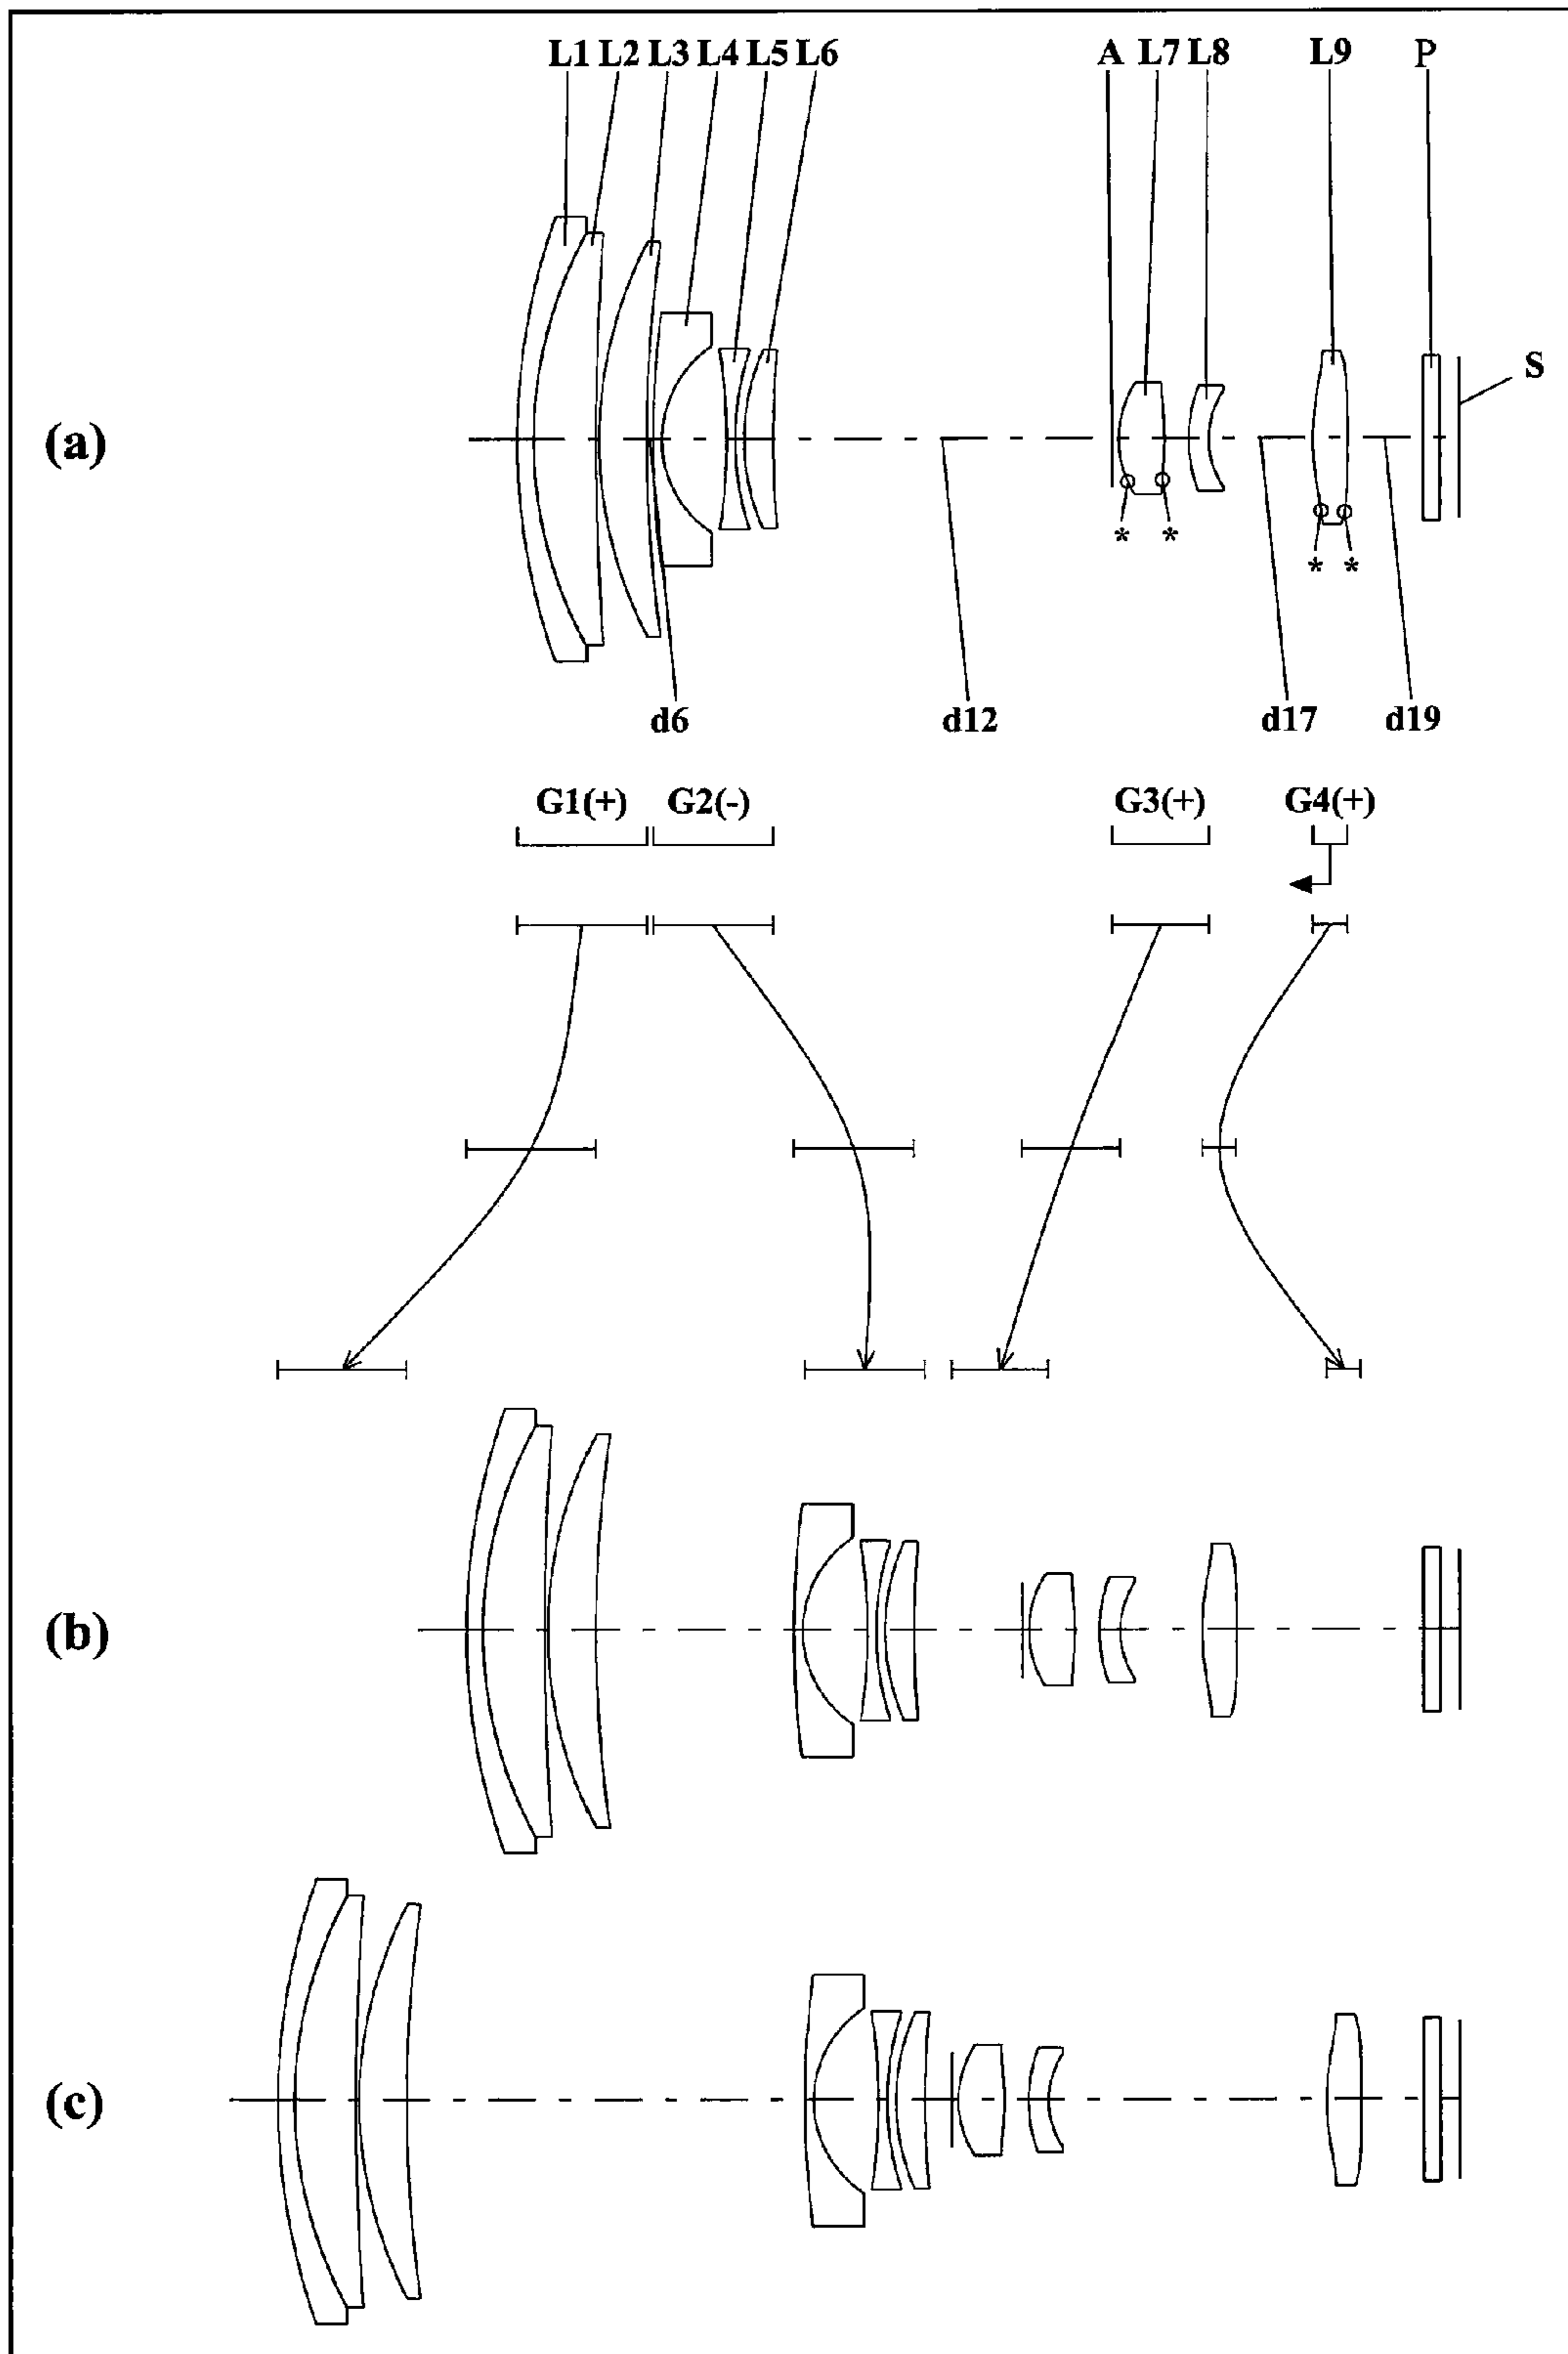 L1 L2 L3 L4 L5 L6 A L7 L8 L9 P
S
(a)
* *
* *
d6 d12 d17 d19
G1(+) G2(-) G3(+) G4(+)
(b)
(c)